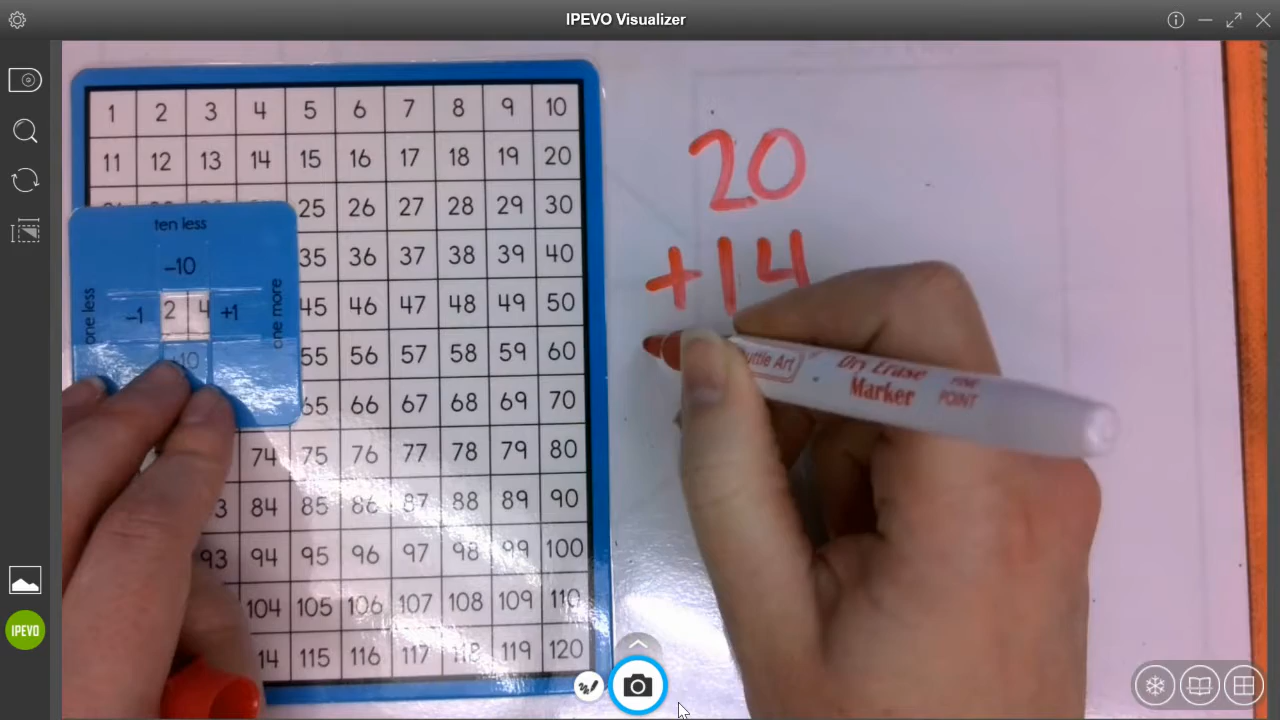 IPEVO Visualizer
1 2 3 4 5 6 7 8 9 10
11 12 13 14 15 16 17 18 19 20
25 26 27 28 29 30
35 36 37 38 39 40
45 46 47 48 49 50
55 56 57 58 59 60
65 66 67 68 69 70
74 75 76 77 78 79 80
3 84 85 86 87 88 89 90
93 94 95 96 97 98 99 100
104 105 106 107 108 109 110
14 115 116 117 118 119 120
ten less
-10
one less
-1
2 4
+1
one more
+10
20
+14
uttle Art
Dry Erase
Marker
FINE
POINT
IPEVO